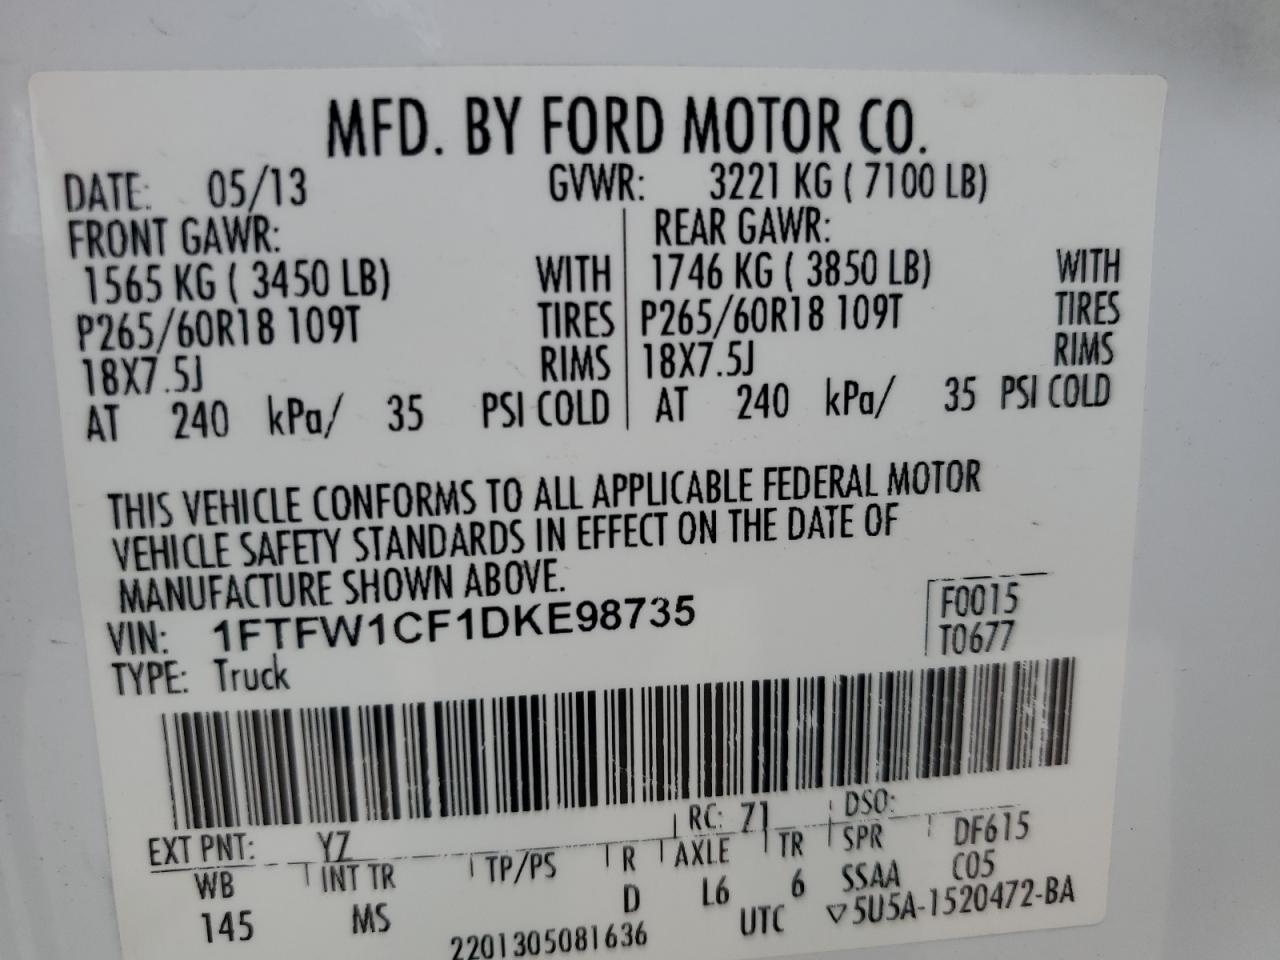 MFD. BY FORD MOTOR CO.
DATE: 05/13 GVWR: 3221 KG ( 7100 LB)
FRONT GAWR: REAR GAWR:
1565 KG ( 3450 LB) WITH 1746 KG ( 3850 LB) WITH
P265/60R18 109T TIRES P265/60R18 109T TIRES
18X7.5J RIMS 18X7.5J RIMS
AT 240 kPa/ 35 PSI COLD AT 240 kPa/ 35 PSI COLD
THIS VEHICLE CONFORMS TO ALL APPLICABLE FEDERAL MOTOR
VEHICLE SAFETY STANDARDS IN EFFECT ON THE DATE OF
MANUFACTURE SHOWN ABOVE.
VIN: 1FTFW1CF1DKE98735 F0015
TYPE: Truck T0677
EXT PNT: YZ RC: 71 DSO:
WB INT TR TP/PS R AXLE TR SPR DF615
145 MS D L6 6 SSAA C05
2201305081636 UTC ▽5U5A-1520472-BA